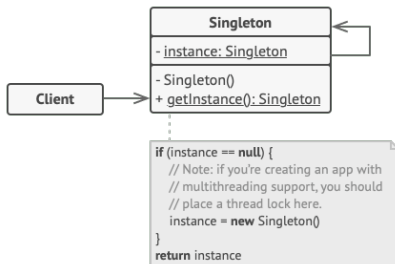 Singleton
- instance: Singleton
- Singleton()
+ getInstance(): Singleton
Client
if (instance == null) {
// Note: if you're creating an app with
// multithreading support, you should
// place a thread lock here.
instance = new Singleton()
}
return instance